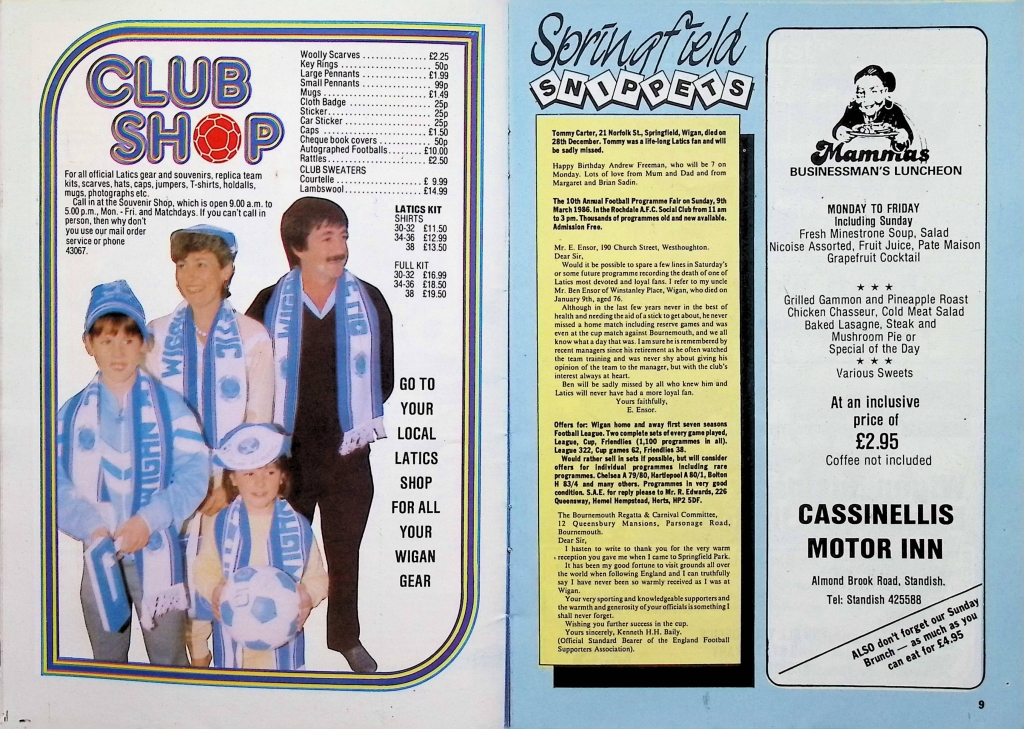 CLUB
SHOP
Woolly Scarves . . . . . . . . . . . . . . £2.25
Key Rings . . . . . . . . . . . . . . . . . . 50p
Large Pennants . . . . . . . . . . . . . £1.99
Small Pennants . . . . . . . . . . . . . . 99p
Mugs . . . . . . . . . . . . . . . . . . . . . £1.49
Cloth Badge . . . . . . . . . . . . . . . . 25p
Sticker. . . . . . . . . . . . . . . . . . . . . 25p
Car Sticker . . . . . . . . . . . . . . . . . 25p
Caps . . . . . . . . . . . . . . . . . . . . . £1.50
Cheque book covers . . . . . . . . . . 50p
Autographed Footballs. . . . . . . £10.00
Rattles. . . . . . . . . . . . . . . . . . . . £2.50
CLUB SWEATERS
Courtelle . . . . . . . . . . . . . . . . . £ 9.99
Lambswool. . . . . . . . . . . . . . . . £14.99
For all official Latics gear and souvenirs, replica team
kits, scarves, hats, caps, jumpers, T-shirts, holdalls,
mugs, photographs etc.
Call in at the Souvenir Shop, which is open 9.00 a.m. to
5.00 p.m., Mon. - Fri. and Matchdays. If you can't call in
person, then why don't
you use our mail order
service or phone
43067.
LATICS KIT
SHIRTS
30-32 £11.50
34-36 £12.99
38 £13.50
FULL KIT
30-32 £16.99
34-36 £18.50
38 £19.50
GO TO
YOUR
LOCAL
LATICS
SHOP
FOR ALL
YOUR
WIGAN
GEAR
Springfield
SNIPPETS
Tommy Carter, 21 Norfolk St., Springfield, Wigan, died on
28th December. Tommy was a life-long Latics fan and will
be sadly missed.
Happy Birthday Andrew Freeman, who will be 7 on
Monday. Lots of love from Mum and Dad and from
Margaret and Brian Sadin.
The 10th Annual Football Programme Fair on Sunday, 9th
March 1986. In the Rochdale A.F.C. Social Club from 11 am
to 3 pm. Thousands of programmes old and new available.
Admission Free.
Mr. E. Ensor, 190 Church Street, Westhoughton.
Dear Sir,
Would it be possible to spare a few lines in Saturday's
or some future programme recording the death of one of
Latics most devoted and loyal fans. I refer to my uncle
Mr. Ben Ensor of Winstanley Place, Wigan, who died on
January 9th, aged 76.
Although in the last few years never in the best of
health and needing the aid of a stick to get about, he never
missed a home match including reserve games and was
even at the cup match against Bournemouth, and we all
know what a day that was. I am sure he is remembered by
recent managers since his retirement as he often watched
the team training and was never shy about giving his
opinion of the team to the manager, but with the club's
interest always at heart.
Ben will be sadly missed by all who knew him and
Latics will never have had a more loyal fan.
Yours faithfully,
E. Ensor.
Offers for: Wigan home and away first seven seasons
Football League. Two complete sets of every game played,
League, Cup, Friendlies (1,100 programmes in all).
League 322, Cup games 62, Friendlies 38.
Would rather sell in sets if possible, but will consider
offers for individual programmes including rare
programmes. Chelsea A 79/80, Hartlepool A 80/1, Bolton
H 83/4 and many others. Programmes in very good
condition. S.A.E. for reply please to Mr. R. Edwards, 226
Queensway, Hemel Hempstead, Herts, HP2 5DF.
The Bournemouth Regatta & Carnival Committee,
12 Queensbury Mansions, Parsonage Road,
Bournemouth.
Dear Sir,
I hasten to write to thank you for the very warm
reception you gave me when I came to Springfield Park.
It has been my good fortune to visit grounds all over
the world when following England and I can truthfully
say I have never been so warmly received as I was at
Wigan.
Your very sporting and knowledgeable supporters and
the warmth and generosity of your officials is something I
shall never forget.
Wishing you further success in the cup.
Yours sincerely, Kenneth H.H. Baily.
(Official Standard Bearer of the England Football
Supporters Association).
Mammas
BUSINESSMAN'S LUNCHEON
MONDAY TO FRIDAY
Including Sunday
Fresh Minestrone Soup, Salad
Nicoise Assorted, Fruit Juice, Pate Maison
Grapefruit Cocktail
★ ★ ★
Grilled Gammon and Pineapple Roast
Chicken Chasseur, Cold Meat Salad
Baked Lasagne, Steak and
Mushroom Pie or
Special of the Day
★ ★ ★
Various Sweets
At an inclusive
price of
£2.95
Coffee not included
CASSINELLIS
MOTOR INN
Almond Brook Road, Standish.
Tel: Standish 425588
ALSO don't forget our Sunday
Brunch — as much as you
can eat for £4.95
9